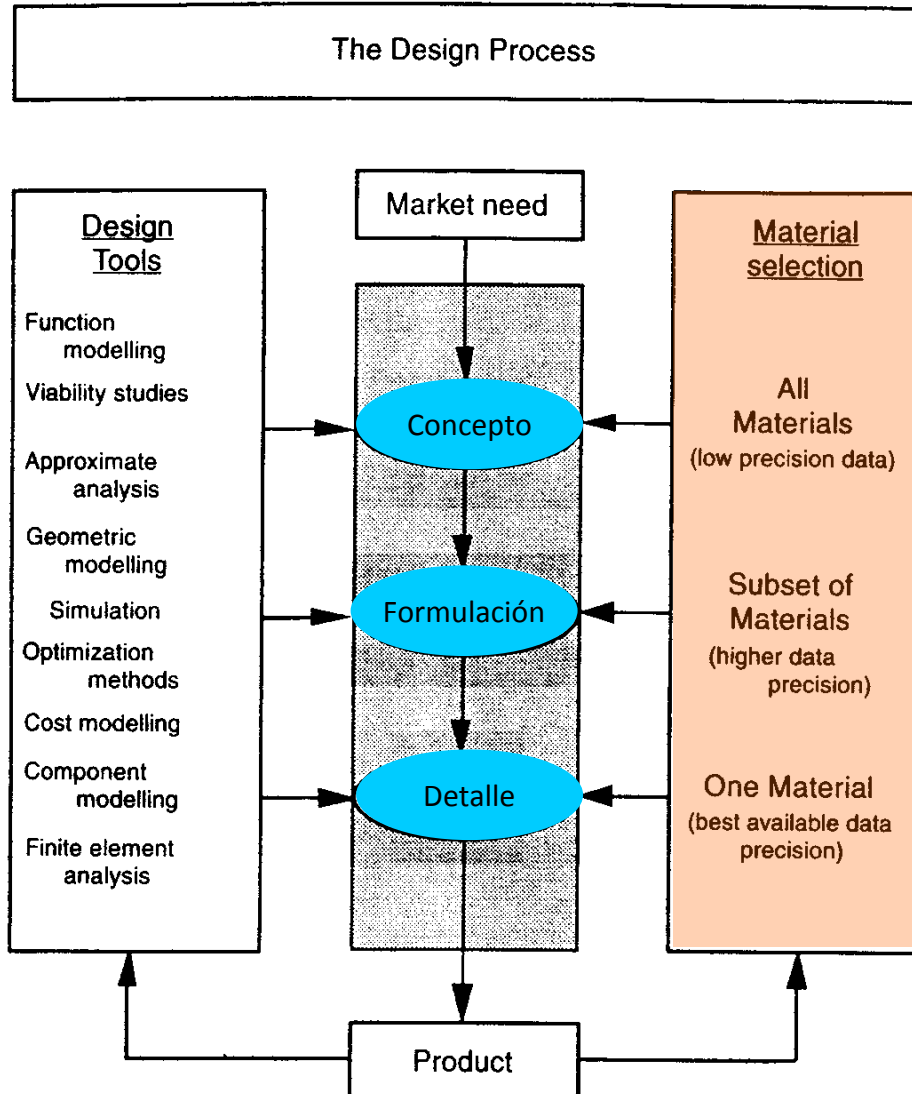 The Design Process
Market need
Design
Tools
Function
modelling
Viability studies
Approximate
analysis
Geometric
modelling
Simulation
Optimization
methods
Cost modelling
Component
modelling
Finite element
analysis
Concepto
Formulación
Detalle
Material
selection
All
Materials
(low precision data)
Subset of
Materials
(higher data
precision)
One Material
(best available data
precision)
Product